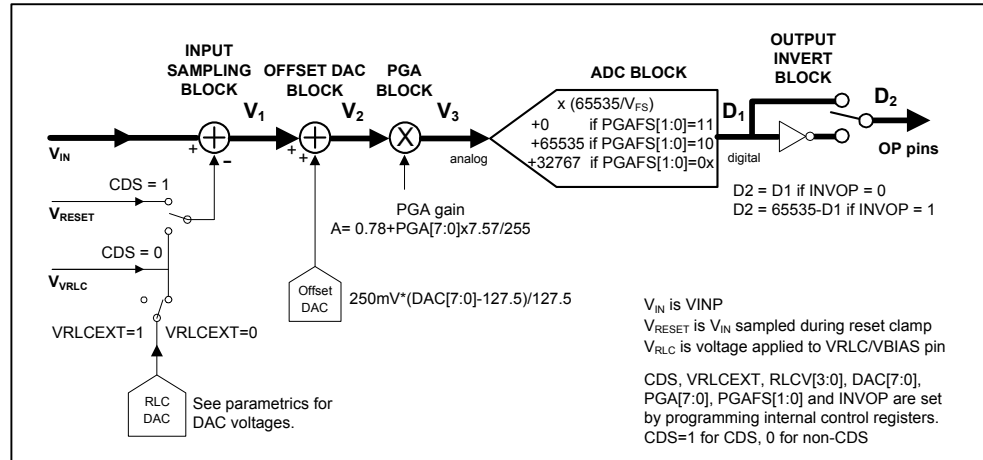 INPUT
SAMPLING
BLOCK
OFFSET DAC
BLOCK
PGA
BLOCK
ADC BLOCK
OUTPUT
INVERT
BLOCK
V1
V2
V3
D1
D2
x (65535/VFS)
+0 if PGAFS[1:0]=11
+65535 if PGAFS[1:0]=10
+32767 if PGAFS[1:0]=0x
VIN
+
-
+
+
X
analog
digital
OP pins
CDS = 1
VRESET
CDS = 0
VVRLC
VRLCEXT=1
VRLCEXT=0
PGA gain
A= 0.78+PGA[7:0]x7.57/255
D2 = D1 if INVOP = 0
D2 = 65535-D1 if INVOP = 1
Offset
DAC
250mV*(DAC[7:0]-127.5)/127.5
RLC
DAC
See parametrics for
DAC voltages.
VIN is VINP
VRESET is VIN sampled during reset clamp
VRLC is voltage applied to VRLC/VBIAS pin
CDS, VRLCEXT, RLCV[3:0], DAC[7:0],
PGA[7:0], PGAFS[1:0] and INVOP are set
by programming internal control registers.
CDS=1 for CDS, 0 for non-CDS